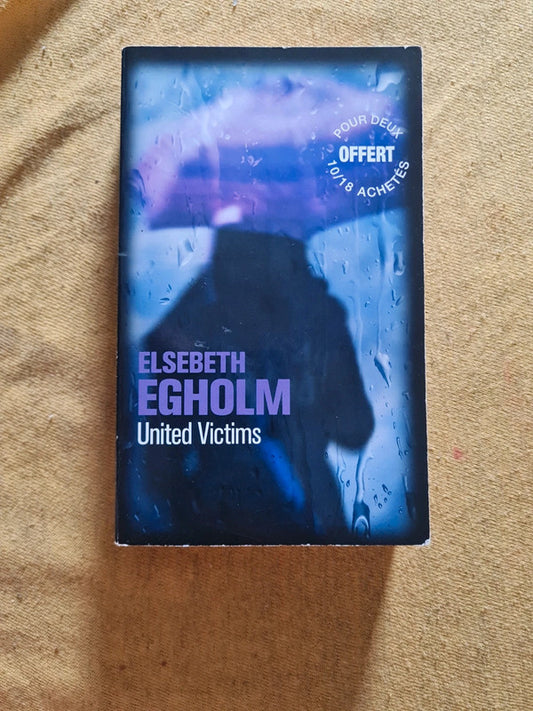 POUR DEUX
OFFERT
10/18 ACHETÉS
ELSEBETH
EGHOLM
United Victims